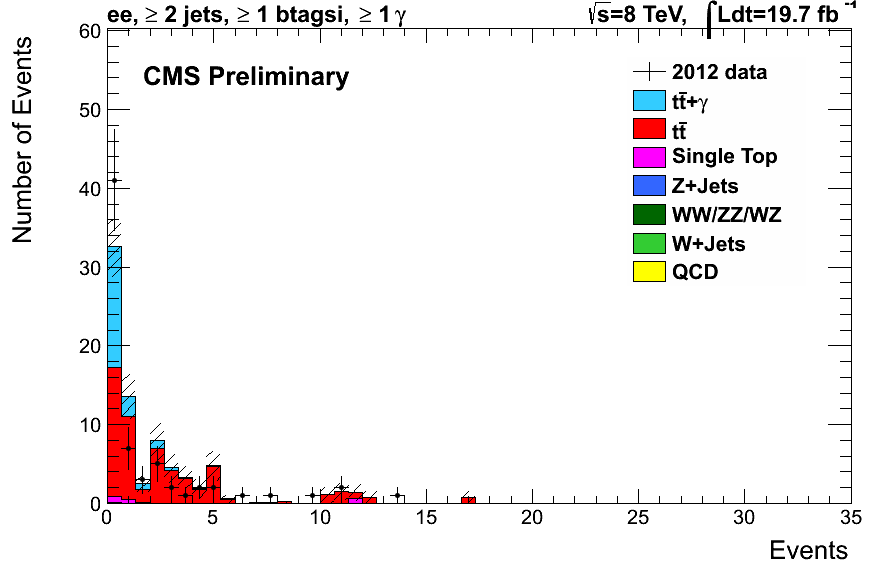 ee, ≥ 2 jets, ≥ 1 btagsi, ≥ 1 γ
√s=8 TeV, ∫Ldt=19.7 fb⁻¹
CMS Preliminary
2012 data
tt̄+γ
tt̄
Single Top
Z+Jets
WW/ZZ/WZ
W+Jets
QCD
Number of Events
60
50
40
30
20
10
0
0 5 10 15 20 25 30 35
Events